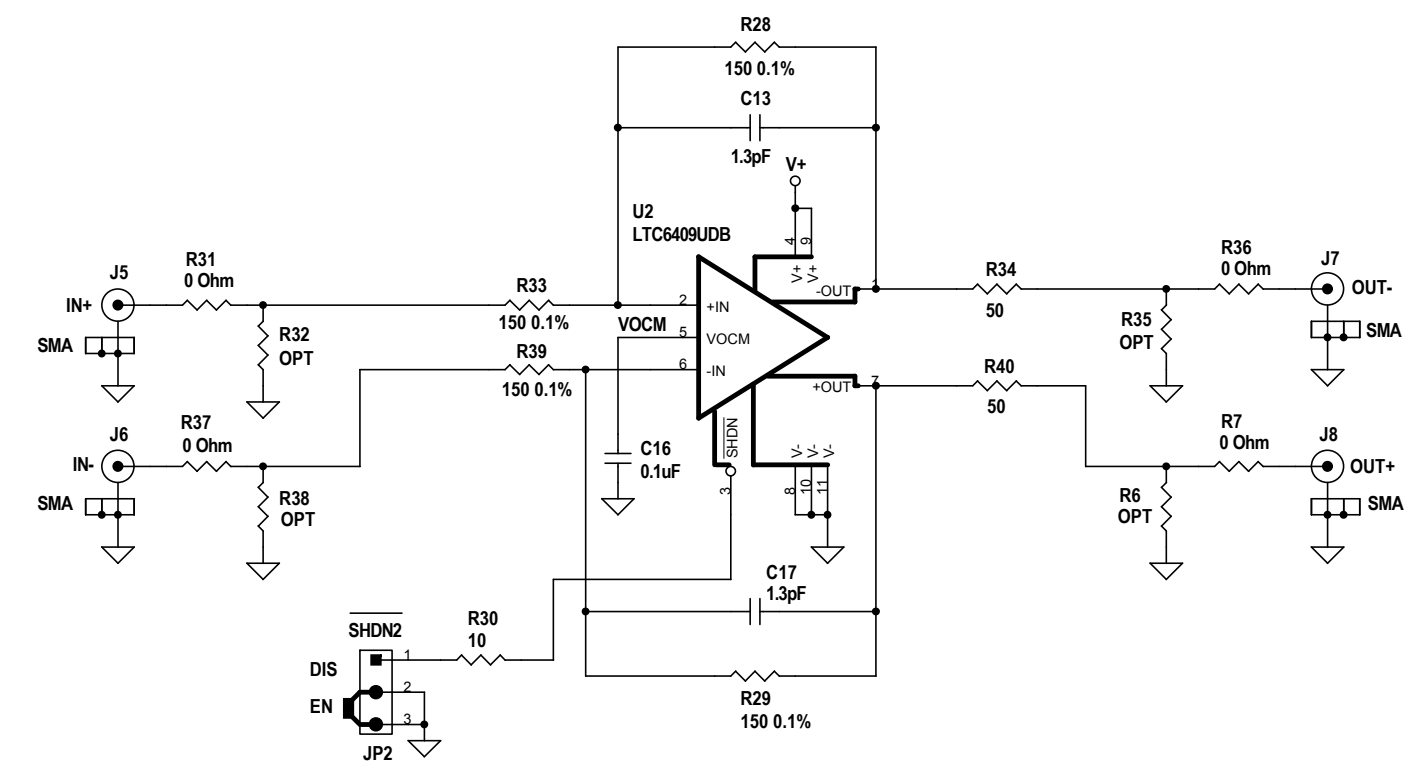 R28
150 0.1%
C13
1.3pF
V+
U2
LTC6409UDB
4
9
V+
V+
J5
IN+
SMA
R31
0 Ohm
R32
OPT
R33
150 0.1%
2
+IN
-OUT
1
R34
50
R36
0 Ohm
J7
OUT-
SMA
R35
OPT
VOCM
5
VOCM
R39
150 0.1%
6
-IN
+OUT
7
R40
50
J6
IN-
SMA
R37
0 Ohm
R38
OPT
C16
0.1uF
SHDN
3
V-
V-
V-
8
10
11
R7
0 Ohm
J8
OUT+
SMA
R6
OPT
C17
1.3pF
R29
150 0.1%
SHDN2
R30
10
DIS
EN
1
2
3
JP2